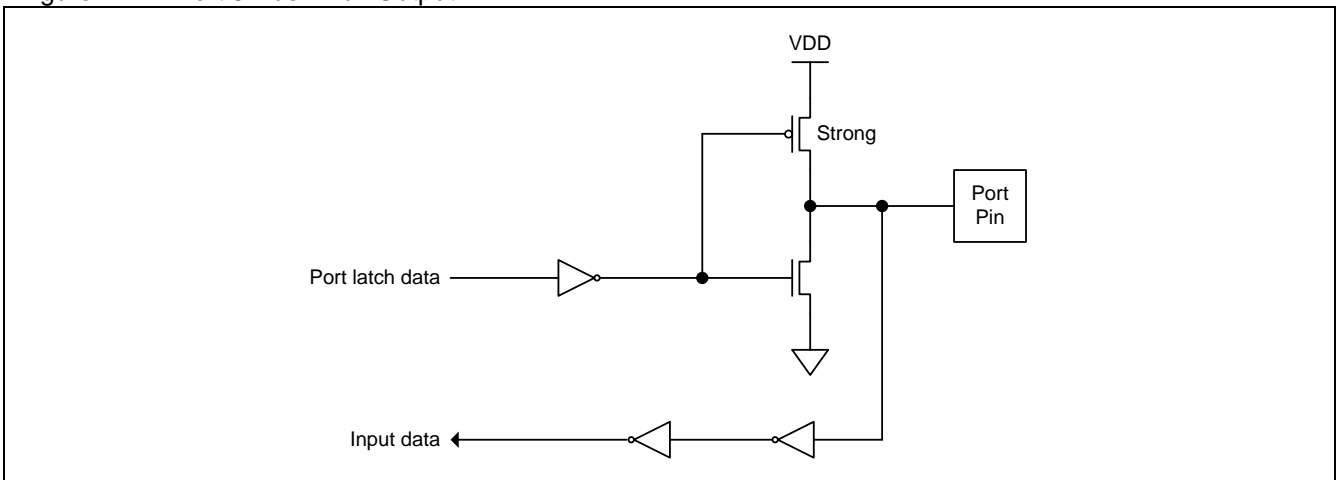 VDD
Strong
Port
Pin
Port latch data
Input data